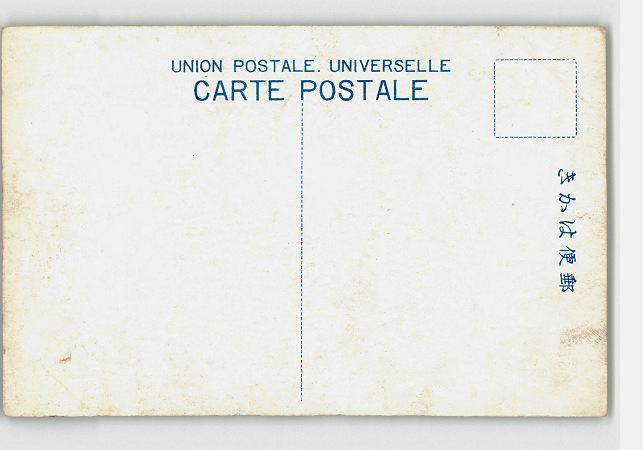 UNION POSTALE. UNIVERSELLE
CARTE POSTALE
きかは便郵